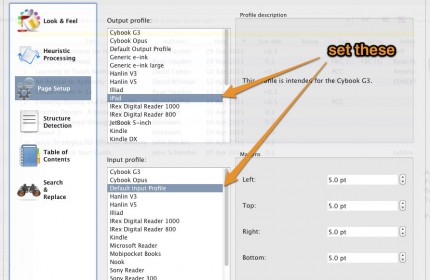 Look & Feel
Heuristic
Processing
Page Setup
Structure
Detection
Table of
Contents
Search
&
Replace
Output profile:
Cybook G3
Cybook Opus
Default Output Profile
Generic e-ink
Generic e-ink large
Hanlin V3
Hanlin V5
Illiad
iPad
IRex Digital Reader 1000
IRex Digital Reader 800
JetBook 5-inch
Kindle
Kindle DX
Profile description
This profile is intended for the Cybook G3.
set these
Input profile:
Cybook G3
Cybook Opus
Default Input Profile
Hanlin V3
Hanlin V5
Illiad
IRex Digital Reader 1000
IRex Digital Reader 800
Kindle
Microsoft Reader
Mobipocket Books
Nook
Sony Reader
Sony Reader 300
Margins
Left:
5.0 pt
Top:
5.0 pt
Right:
5.0 pt
Bottom:
5.0 pt